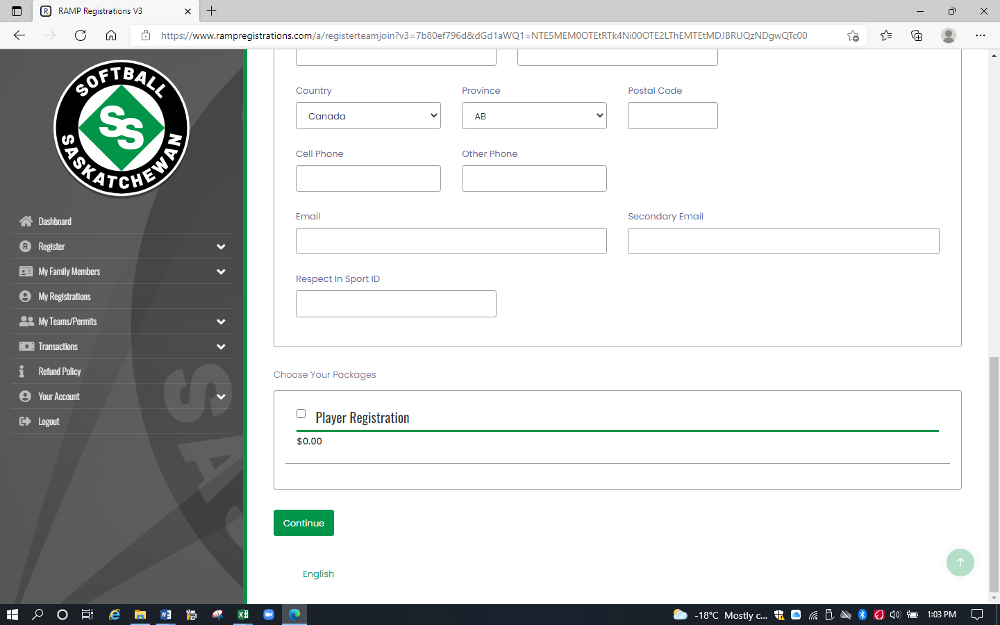 RAMP Registrations V3
https://www.rampregistrations.com/a/registerteamjoin?v3=7b80ef796d&dGd1aWQ1=NTE5MEM0OTEtRTk4Ni00OTE2LThEMTEtMDJBRUQzNDgwQTc00
SOFTBALL
SS
SASKATCHEWAN
Dashboard
Register
My Family Members
My Registrations
My Teams/Permits
Transactions
Refund Policy
Your Account
Logout
Country
Province
Postal Code
Canada
AB
Cell Phone
Other Phone
Email
Secondary Email
Respect In Sport ID
Choose Your Packages
Player Registration
$0.00
Continue
English
-18°C Mostly c...
1:03 PM